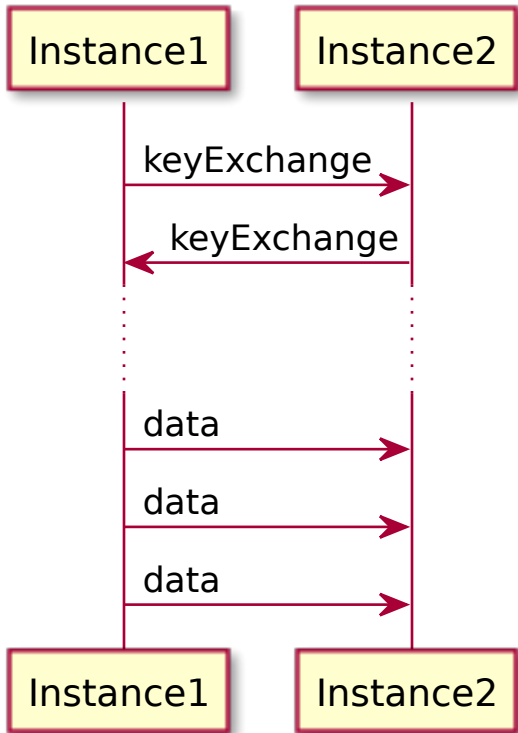 Instance1 Instance2
keyExchange
keyExchange
data
data
data
Instance1 Instance2